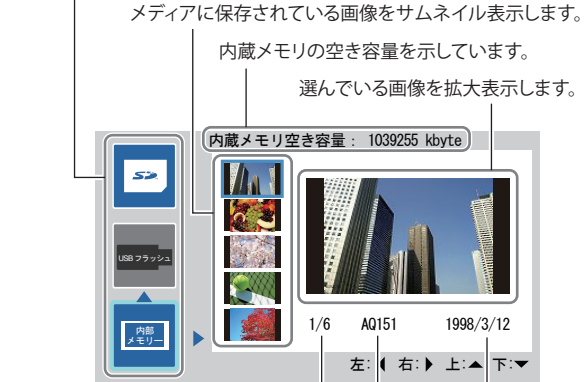 メディアに保存されている画像をサムネイル表示します。
内蔵メモリの空き容量を示しています。
選んでいる画像を拡大表示します。
内蔵メモリ空き容量： 1039255 kbyte
SD
USB フラッシュ
内部
メモリー
1/6 AQ151 1998/3/12
左：◀ 右：▶ 上：▲ 下：▼